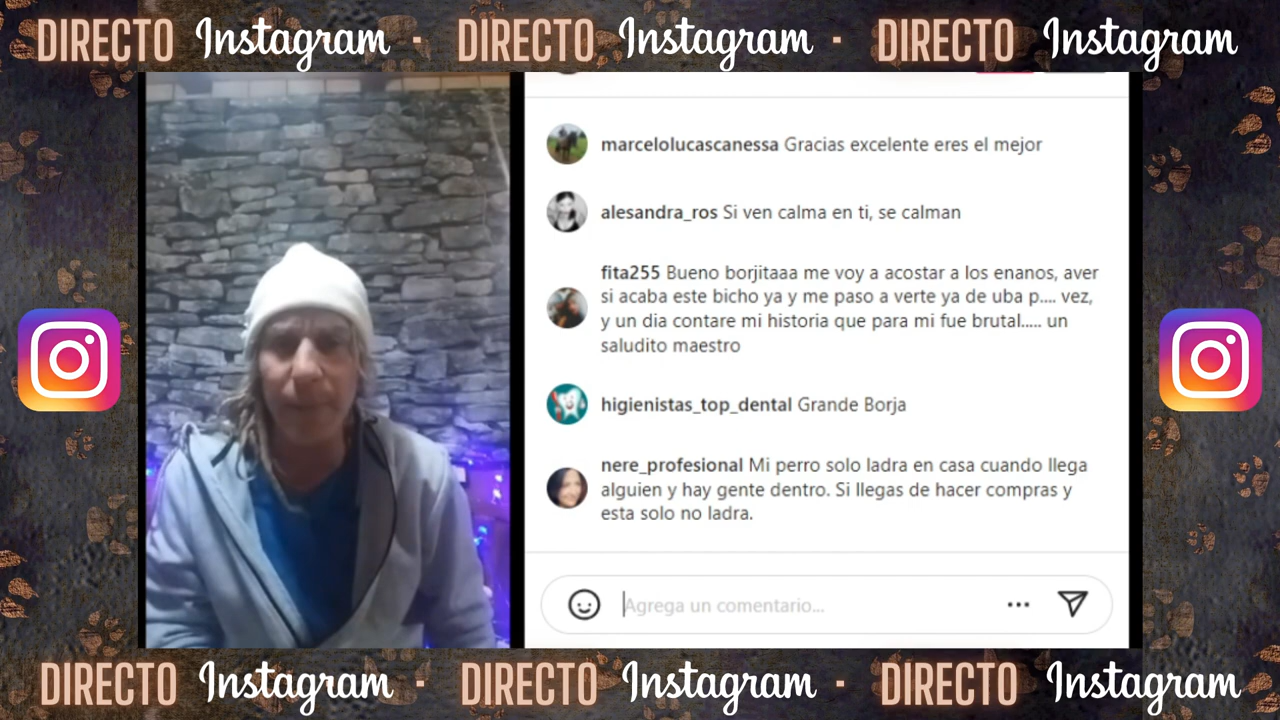 DIRECTO Instagram · DIRECTO Instagram · DIRECTO Instagram
marcelolucascanessa Gracias excelente eres el mejor
alesandra_ros Si ven calma en ti, se calman
fita255 Bueno borjitaaa me voy a acostar a los enanos, aver
si acaba este bicho ya y me paso a verte ya de uba p.... vez,
y un dia contare mi historia que para mi fue brutal..... un
saludito maestro
higienistas_top_dental Grande Borja
nere_profesional Mi perro solo ladra en casa cuando llega
alguien y hay gente dentro. Si llegas de hacer compras y
esta solo no ladra.
Agrega un comentario...
DIRECTO Instagram · DIRECTO Instagram · DIRECTO Instagram